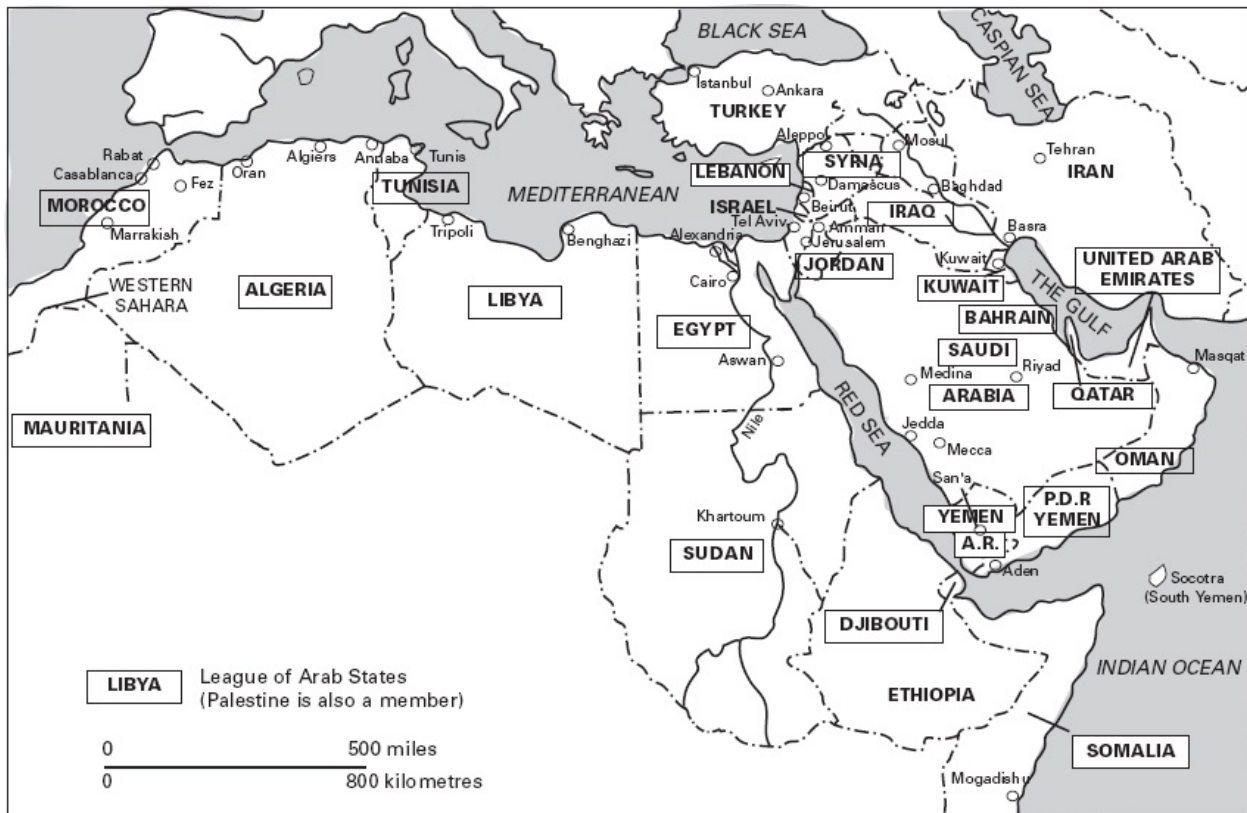 BLACK SEA
CASPIAN SEA
Istanbul
Ankara
TURKEY
Aleppo
Mosul
Tehran
IRAN
Rabat
Casablanca
Fez
MOROCCO
Marrakish
Oran
Algiers
Annaba
Tunis
TUNISIA
Tripoli
MEDITERRANEAN
Benghazi
LEBANON
SYRIA
Damascus
Baghdad
ISRAEL
Beirut
IRAQ
Tel Aviv
Amman
Alexandria
Jerusalem
Basra
JORDAN
Cairo
Kuwait
KUWAIT
THE GULF
UNITED ARAB
EMIRATES
WESTERN
SAHARA
ALGERIA
LIBYA
EGYPT
Aswan
BAHRAIN
SAUDI
ARABIA
Medina
Riyad
QATAR
Masqat
MAURITANIA
Nile
RED SEA
Jedda
Mecca
OMAN
San'a
YEMEN
A.R.
P.D.R
YEMEN
Khartoum
SUDAN
Aden
Socotra
(South Yemen)
DJIBOUTI
ETHIOPIA
INDIAN OCEAN
SOMALIA
Mogadishu
LIBYA
League of Arab States
(Palestine is also a member)
0 500 miles
0 800 kilometres